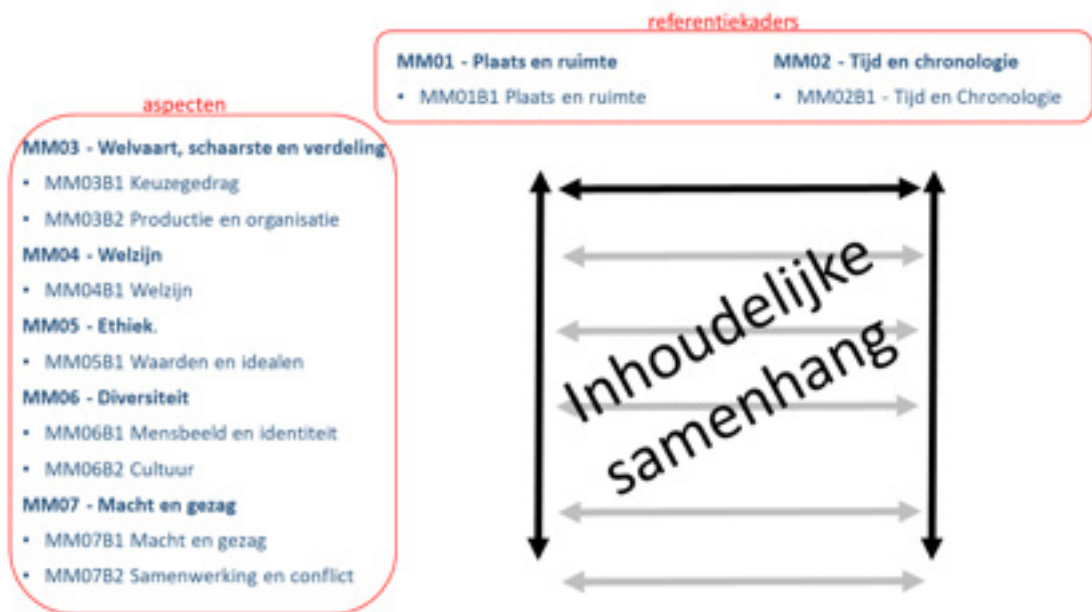 referentiekaders
MM01 - Plaats en ruimte
• MM01B1 Plaats en ruimte
MM02 - Tijd en chronologie
• MM02B1 - Tijd en Chronologie
aspecten
MM03 - Welvaart, schaarste en verdeling
• MM03B1 Keuzegedrag
• MM03B2 Productie en organisatie
MM04 - Welzijn
• MM04B1 Welzijn
MM05 - Ethiek.
• MM05B1 Waarden en idealen
MM06 - Diversiteit
• MM06B1 Mensbeeld en identiteit
• MM06B2 Cultuur
MM07 - Macht en gezag
• MM07B1 Macht en gezag
• MM07B2 Samenwerking en conflict
Inhoudelijke
samenhang